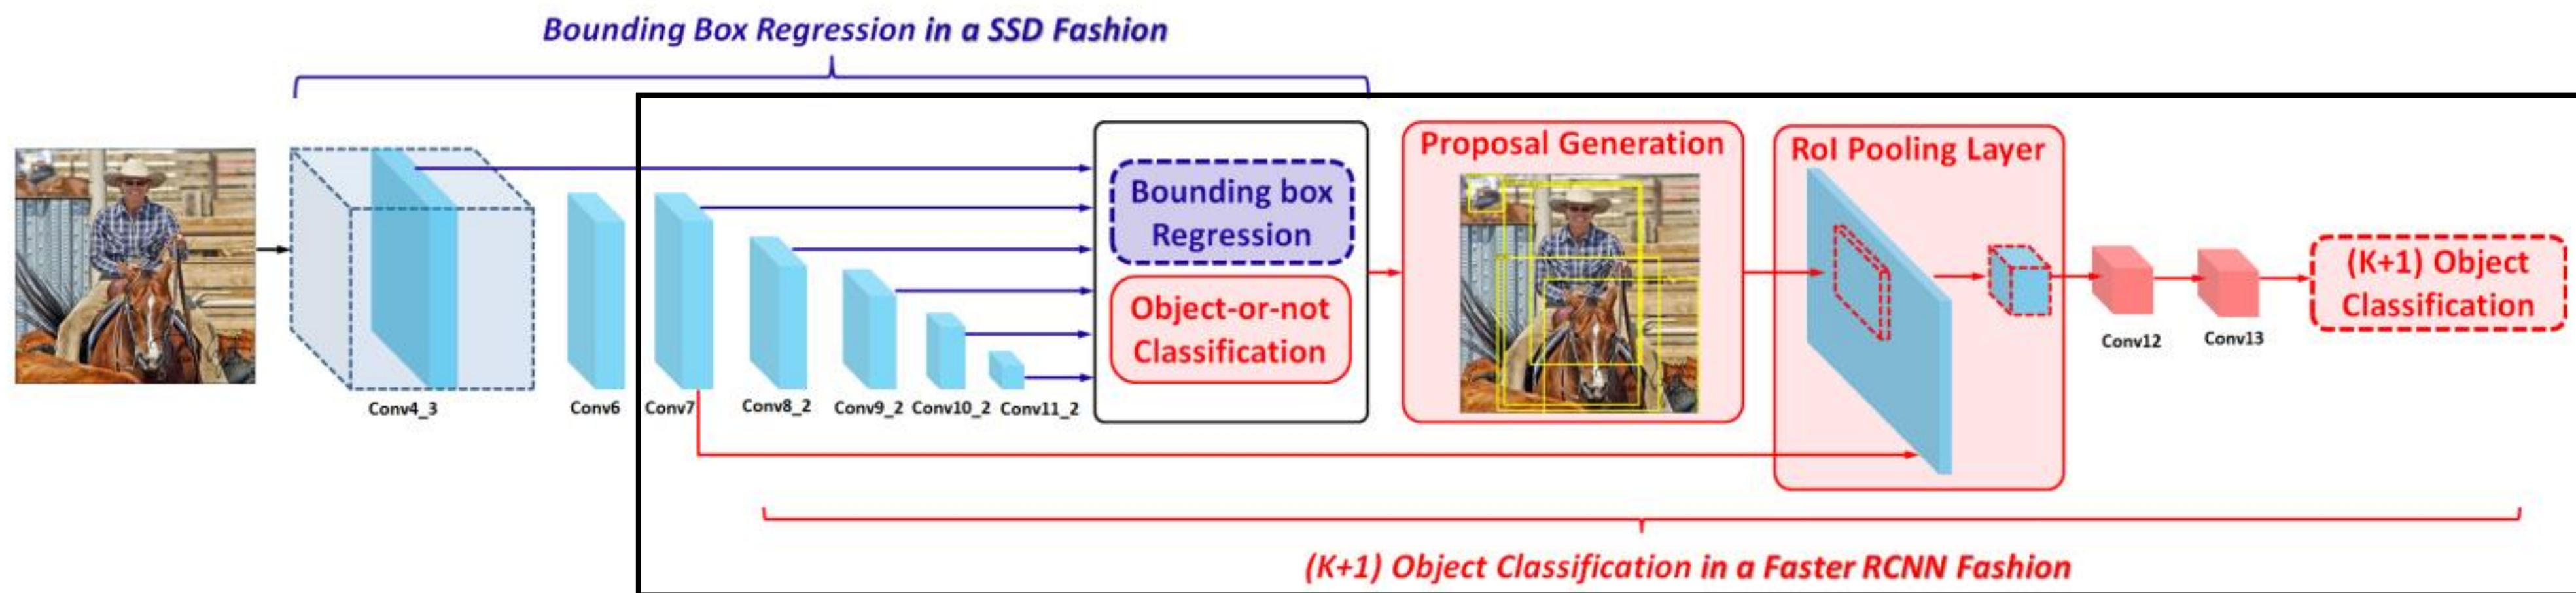 Bounding Box Regression in a SSD Fashion
Bounding box
Regression
Object-or-not
Classification
Proposal Generation
RoI Pooling Layer
(K+1) Object
Classification
Conv4_3
Conv6
Conv7
Conv8_2
Conv9_2
Conv10_2
Conv11_2
Conv12
Conv13
(K+1) Object Classification in a Faster RCNN Fashion